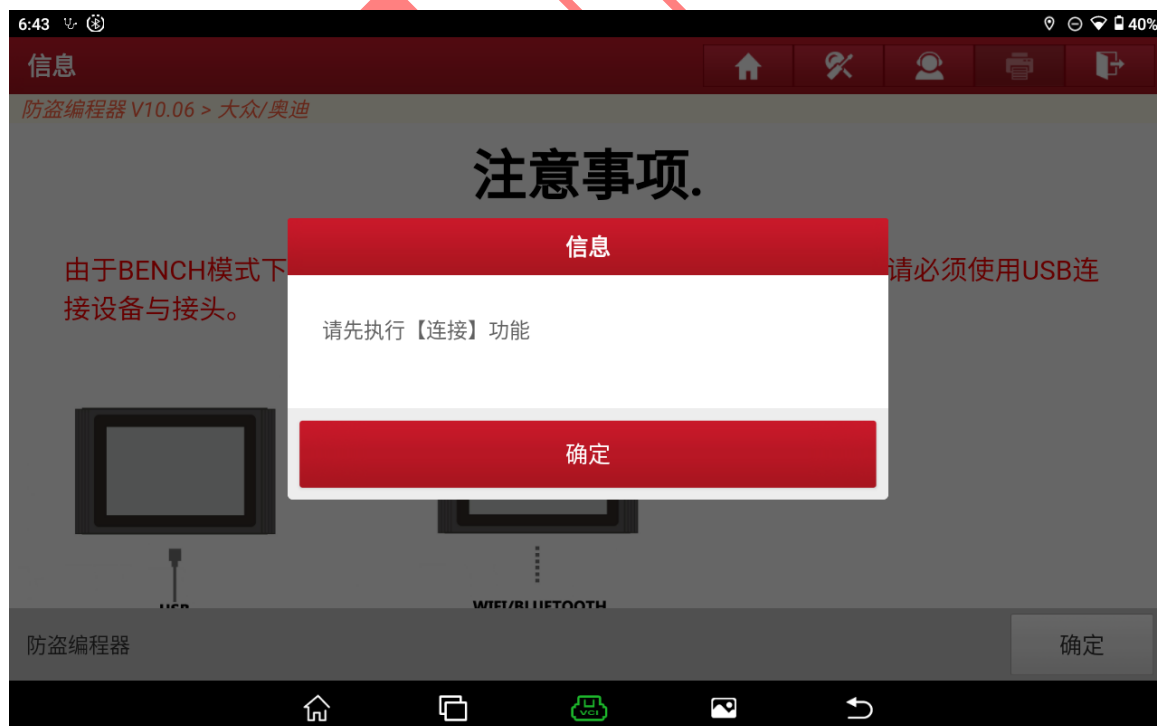 6:43
40%
信息
防盗编程器 V10.06 > 大众/奥迪
注意事项.
信息
由于BENCH模式下
请必须使用USB连
接设备与接头。
请先执行【连接】功能
确定
USB
WIFI/BLUETOOTH
防盗编程器
确定
VCI